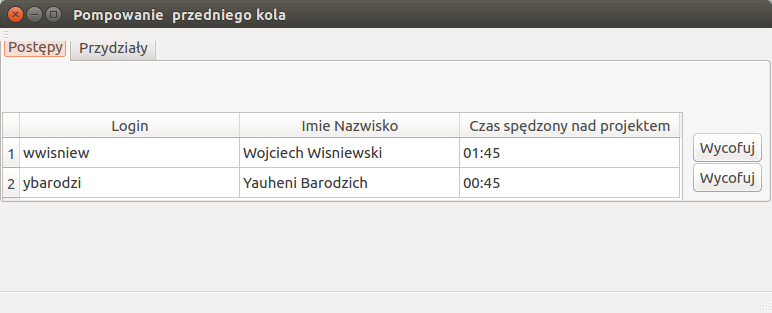 Pompowanie  przedniego kola
Postępy Przydziały
Login Imie Nazwisko Czas spędzony nad projektem
1 wwisniew Wojciech Wisniewski 01:45 Wycofuj
2 ybarodzi Yauheni Barodzich 00:45 Wycofuj